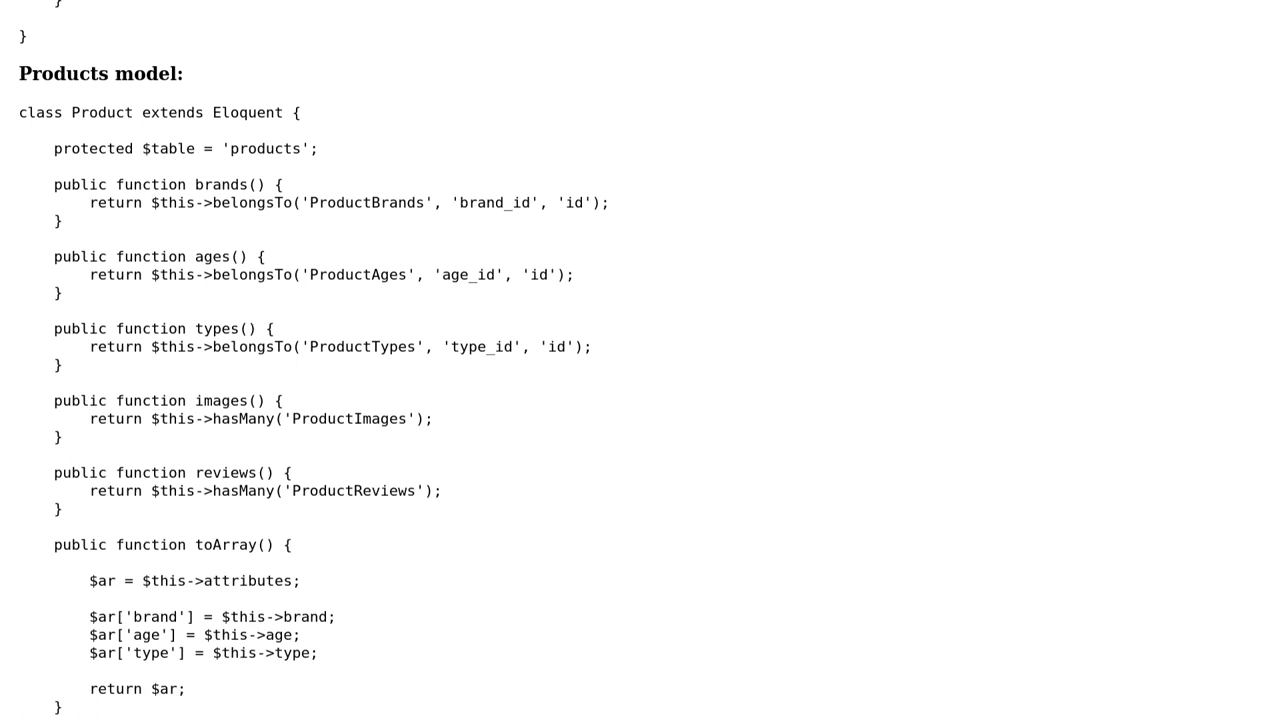 }
}
Products model:
class Product extends Eloquent {
protected $table = 'products';
public function brands() {
return $this->belongsTo('ProductBrands', 'brand_id', 'id');
}
public function ages() {
return $this->belongsTo('ProductAges', 'age_id', 'id');
}
public function types() {
return $this->belongsTo('ProductTypes', 'type_id', 'id');
}
public function images() {
return $this->hasMany('ProductImages');
}
public function reviews() {
return $this->hasMany('ProductReviews');
}
public function toArray() {
$ar = $this->attributes;
$ar['brand'] = $this->brand;
$ar['age'] = $this->age;
$ar['type'] = $this->type;
return $ar;
}